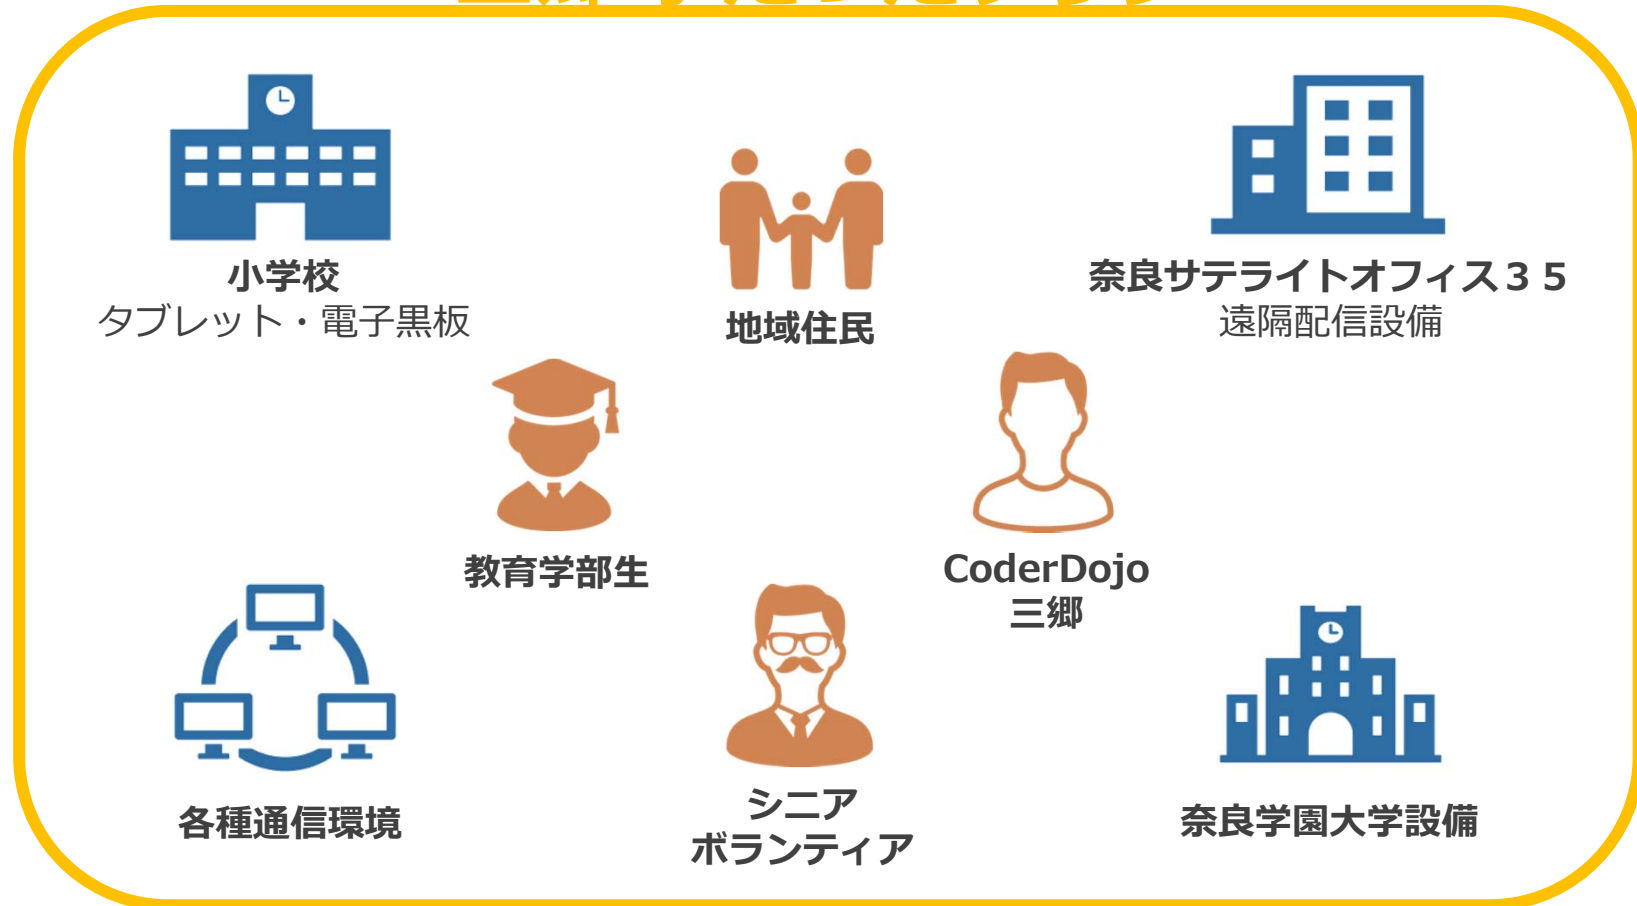 小学校
タブレット・電子黒板
地域住民
奈良サテライトオフィス３５
遠隔配信設備
教育学部生
CoderDojo
三郷
各種通信環境
シニア
ボランティア
奈良学園大学設備